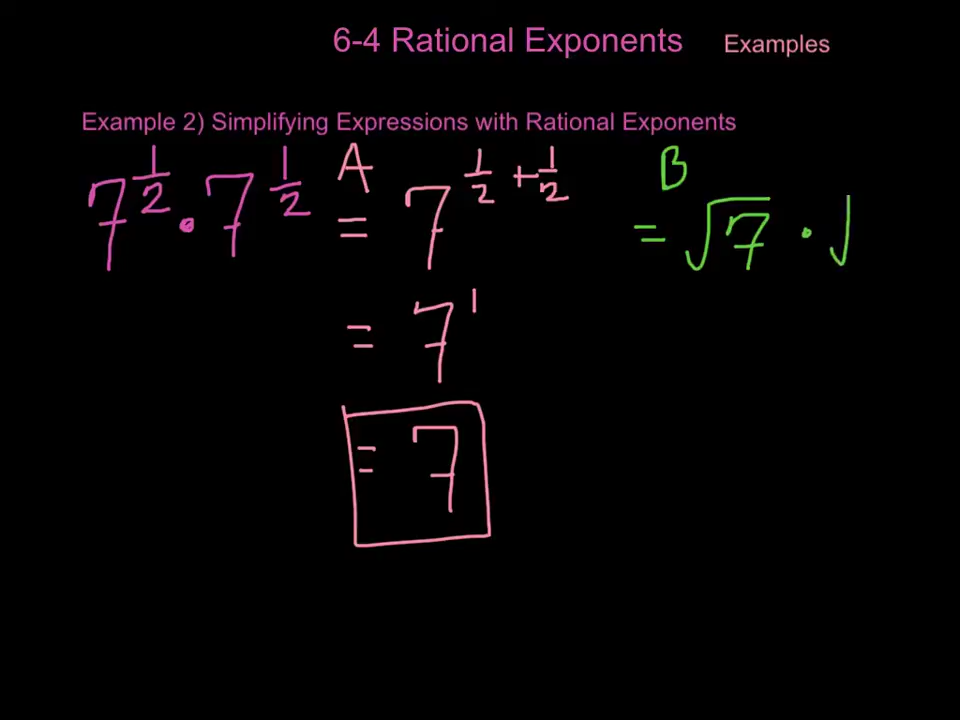 6-4 Rational Exponents Examples
Example 2) Simplifying Expressions with Rational Exponents
A B
7^{1/2} • 7^{1/2} = 7^{1/2 + 1/2} = √7 · √
= 7^1
= 7